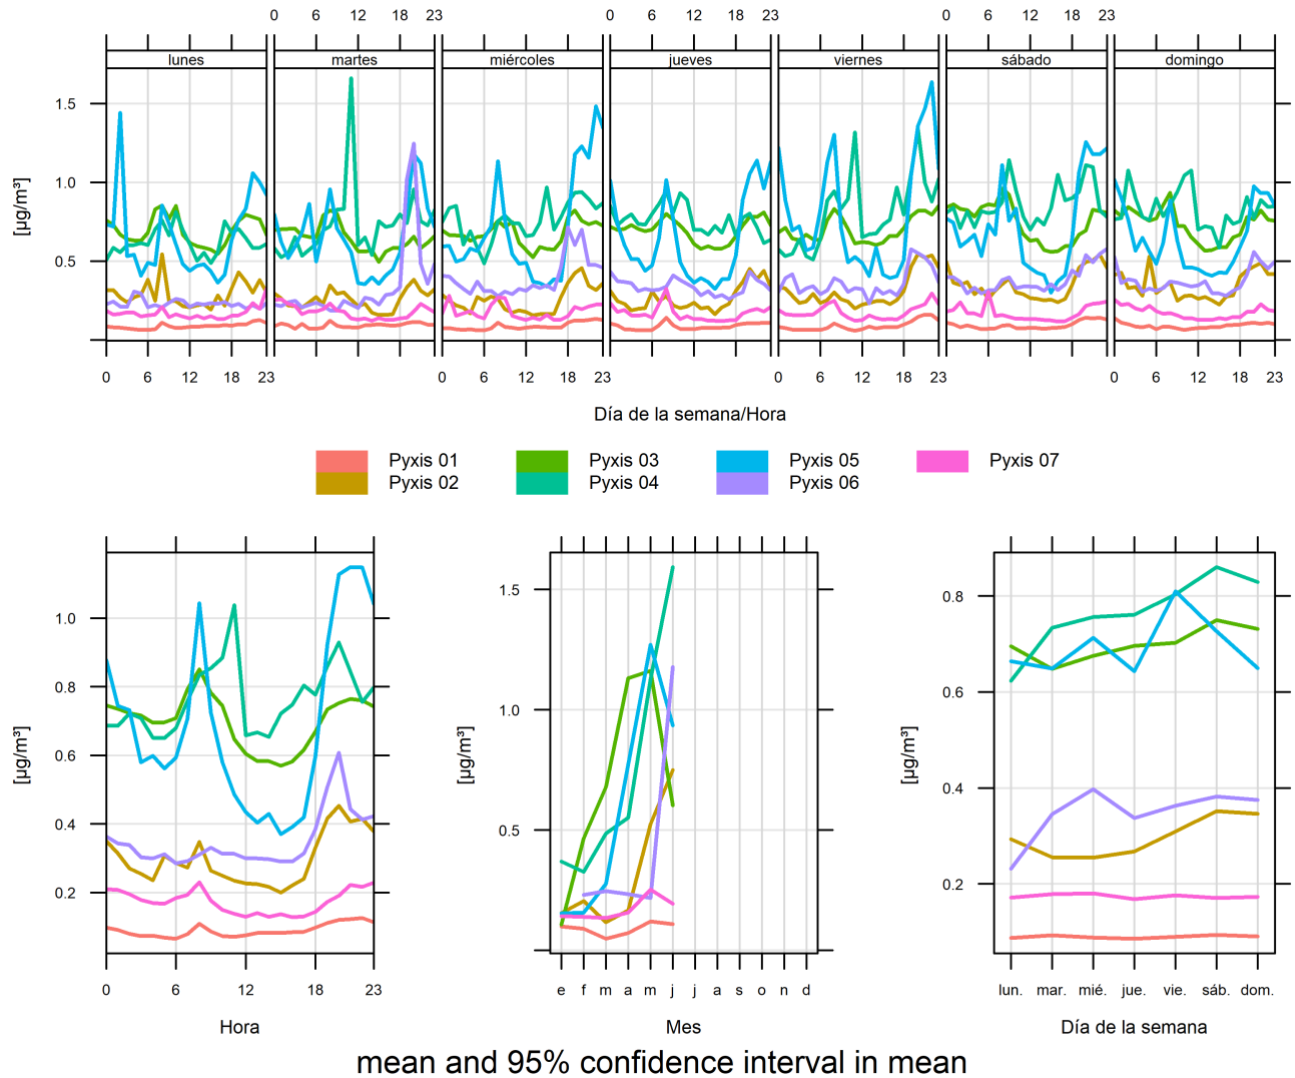 0 6 12 18 23 0 6 12 18 23 0 6 12 18 23
lunes martes miércoles jueves viernes sábado domingo
1.5
1.0
0.5
[µg/m³]
0 6 12 18 23 0 6 12 18 23 0 6 12 18 23 0 6 12 18 23
Día de la semana/Hora
Pyxis 01 Pyxis 03 Pyxis 05 Pyxis 07
Pyxis 02 Pyxis 04 Pyxis 06
1.0
0.8
0.6
0.4
0.2
[µg/m³]
0 6 12 18 23
Hora
1.5
1.0
0.5
[µg/m³]
e f m a m j j a s o n d
Mes
0.8
0.6
0.4
0.2
[µg/m³]
lun. mar. mié. jue. vie. sáb. dom.
Día de la semana
mean and 95% confidence interval in mean